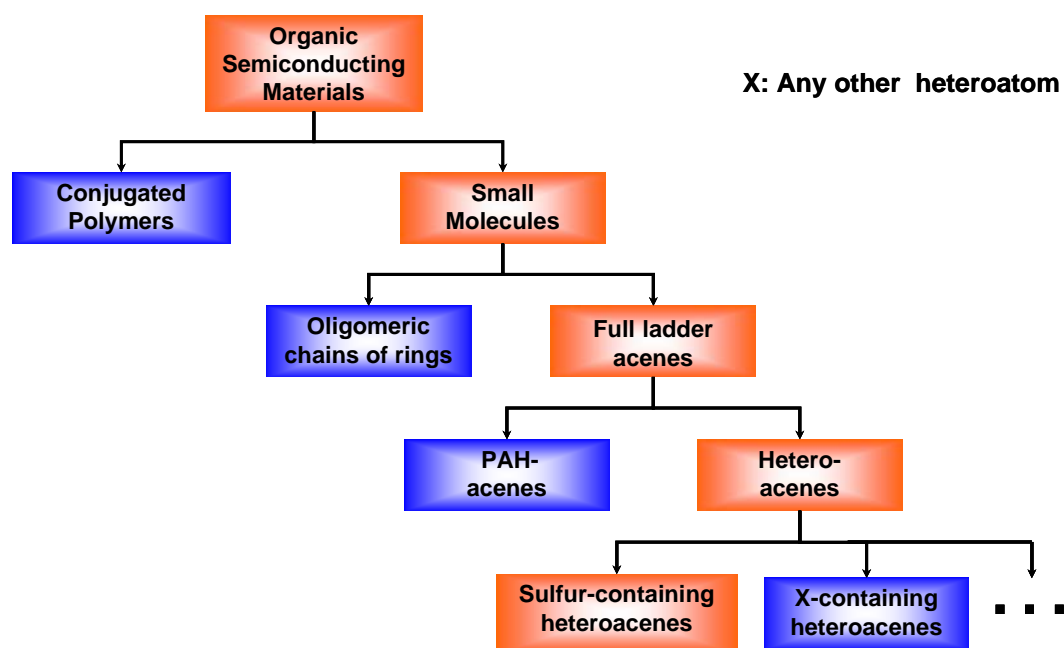 Organic
Semiconducting
Materials
X: Any other heteroatom
Conjugated
Polymers
Small
Molecules
Oligomeric
chains of rings
Full ladder
acenes
PAH-
acenes
Hetero-
acenes
Sulfur-containing
heteroacenes
X-containing
heteroacenes
. . .